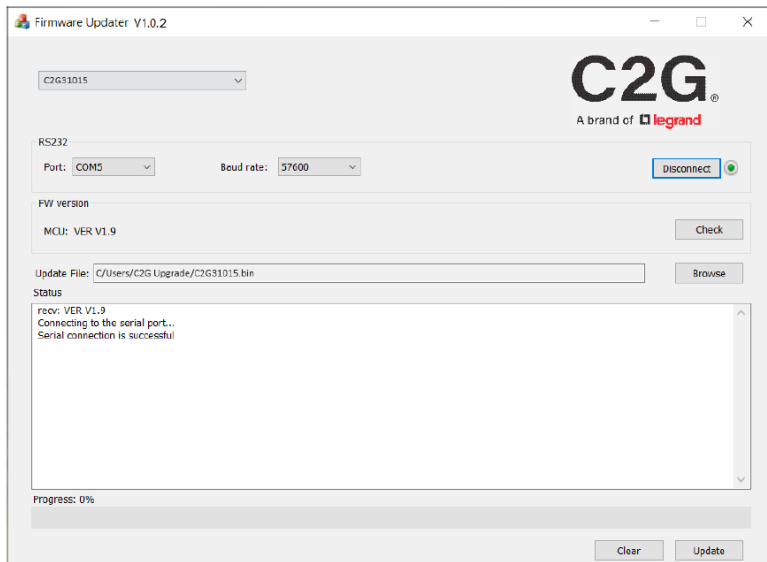 Firmware Updater V1.0.2
C2G31015
C2G®
A brand of legrand
RS232
Port: COM5 Baud rate: 57600 Disconnect
FW version
MCU: VER V1.9 Check
Update File: C/Users/C2G Upgrade/C2G31015.bin Browse
Status
recv: VER V1.9
Connecting to the serial port...
Serial connection is successful
Progress: 0%
Clear Update